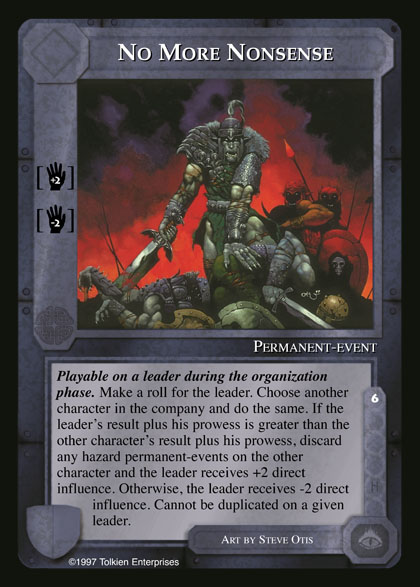 No More Nonsense
[+2]
[-2]
Permanent-event
Playable on a leader during the organization
phase. Make a roll for the leader. Choose another
character in the company and do the same. If the
leader's result plus his prowess is greater than the
other character's result plus his prowess, discard
any hazard permanent-events on the other
character and the leader receives +2 direct
influence. Otherwise, the leader receives -2 direct
influence. Cannot be duplicated on a given
leader.
6
H
Art by Steve Otis
©1997 Tolkien Enterprises